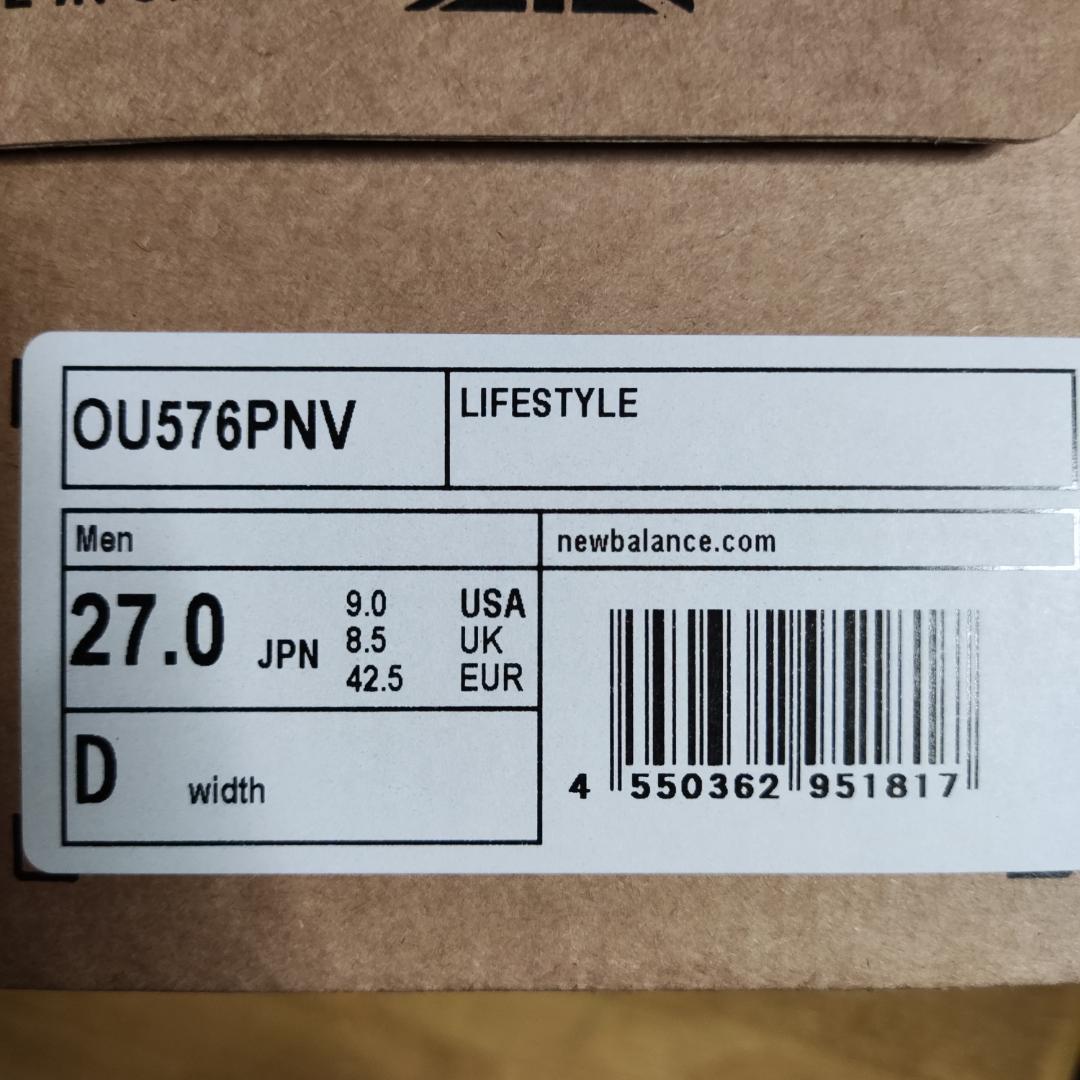 OU576PNV
LIFESTYLE
Men
newbalance.com
27.0 JPN
9.0 USA
8.5 UK
42.5 EUR
D width
4 550362 951817